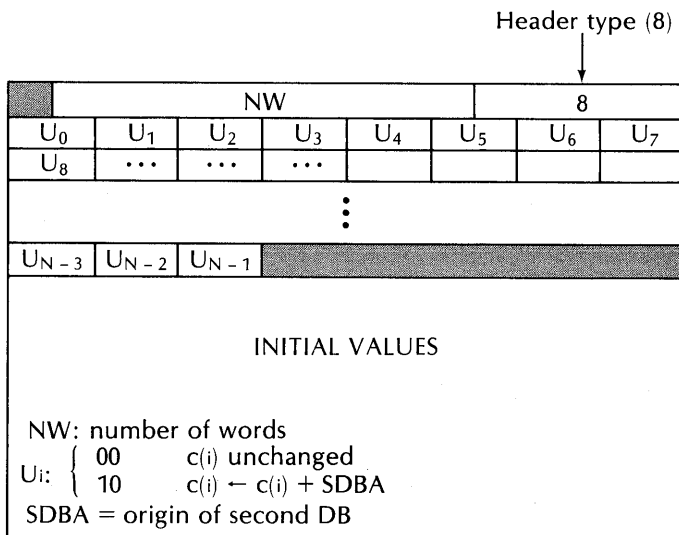 Header type (8)
NW 8
U0 U1 U2 U3 U4 U5 U6 U7
U8 ... ... ...
⋮
UN-3 UN-2 UN-1
INITIAL VALUES
NW: number of words
Ui: { 00 c(i) unchanged
10 c(i) ← c(i) + SDBA
SDBA = origin of second DB